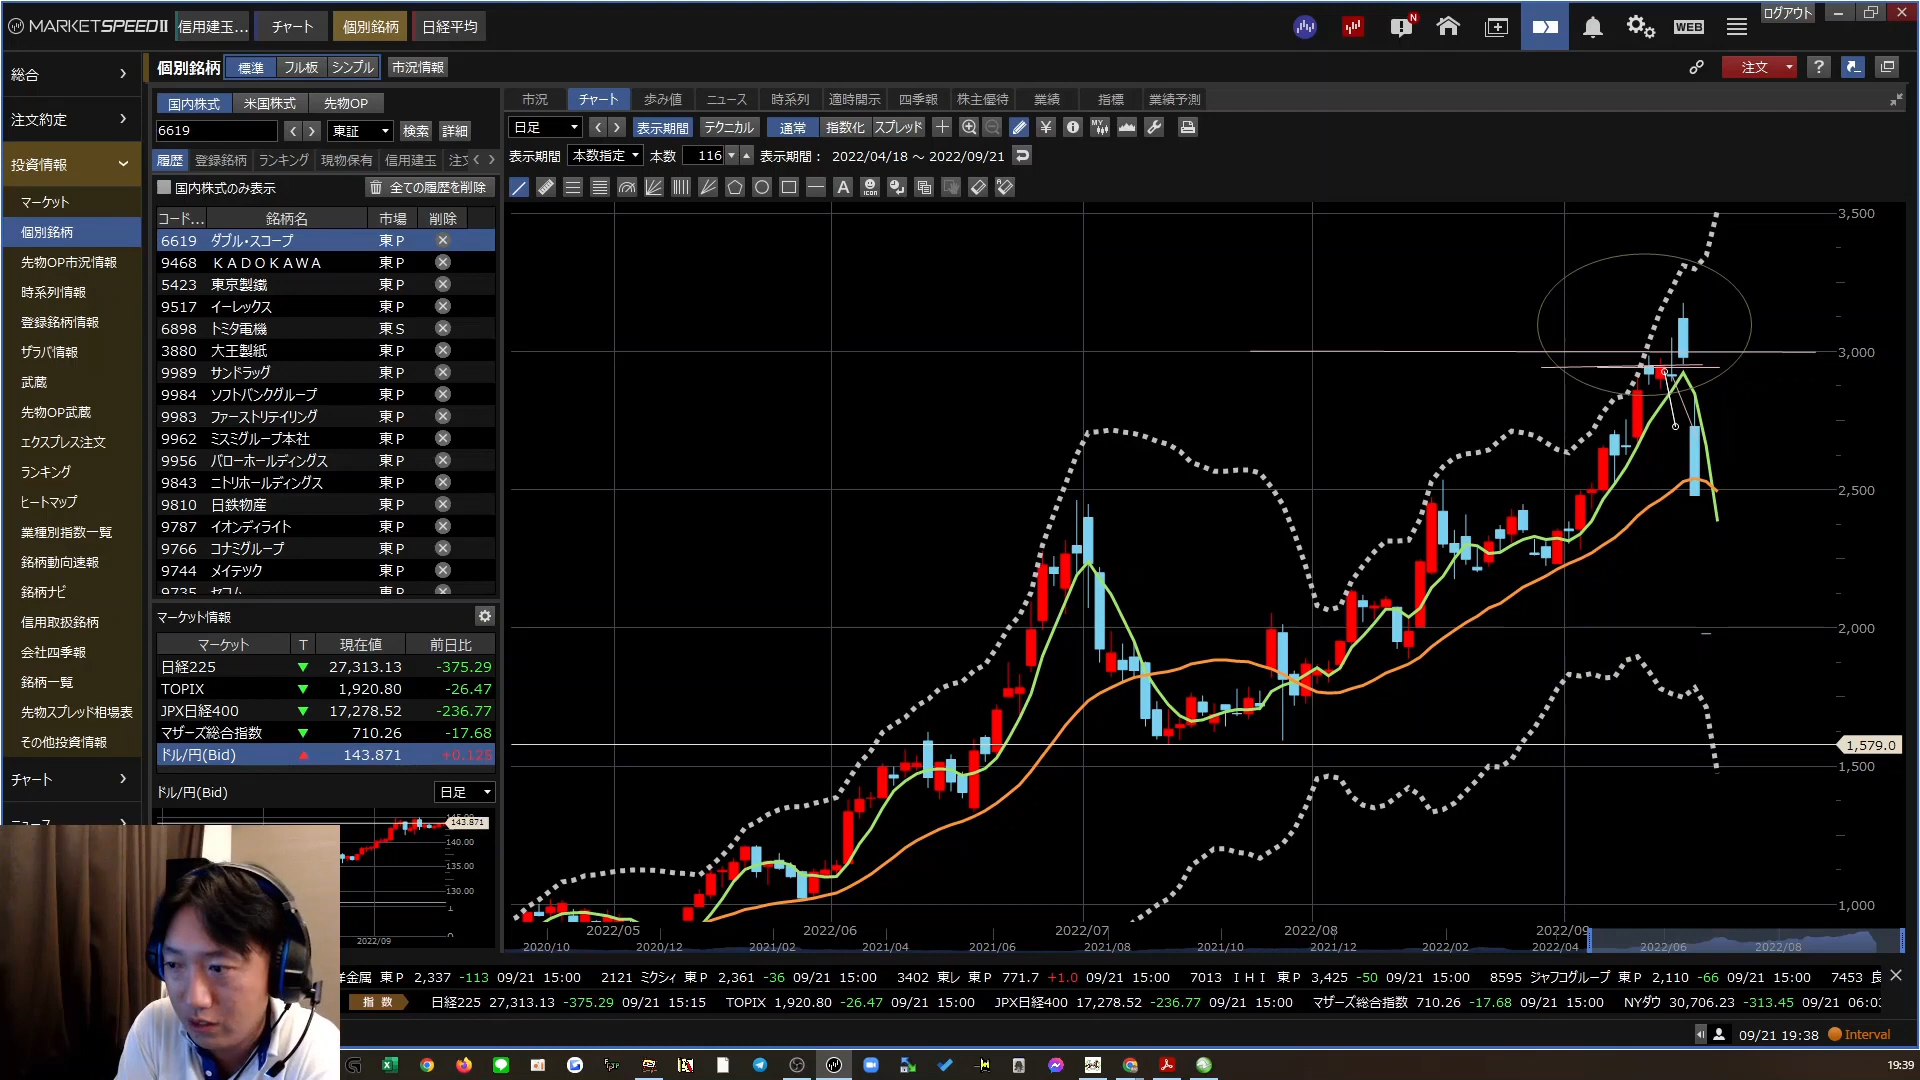 MARKETSPEEDII 信用建玉... チャート 個別銘柄 日経平均 N WEB ログアウト
総合
注文約定
投資情報
マーケット
個別銘柄
先物OP市況情報
時系列情報
登録銘柄情報
ザラバ情報
武蔵
先物OP武蔵
エクスプレス注文
ランキング
ヒートマップ
業種別指数一覧
銘柄動向速報
銘柄ナビ
信用取扱銘柄
会社四季報
銘柄一覧
先物スプレッド相場表
その他投資情報
チャート
ニュース
個別銘柄 標準 フル板 シンプル 市況情報 注文 ?
国内株式 米国株式 先物OP
6619 東証 検索 詳細
履歴 登録銘柄 ランキング 現物保有 信用建玉 注
国内株式のみ表示 全ての履歴を削除
コード... 銘柄名 市場 削除
6619 ダブル・スコープ 東P
9468 ＫＡＤＯＫＡＷＡ 東P
5423 東京製鐵 東P
9517 イーレックス 東P
6898 トミタ電機 東S
3880 大王製紙 東P
9989 サンドラッグ 東P
9984 ソフトバンクグループ 東P
9983 ファーストリテイリング 東P
9962 ミスミグループ本社 東P
9956 バローホールディングス 東P
9843 ニトリホールディングス 東P
9810 日鉄物産 東P
9787 イオンディライト 東P
9766 コナミグループ 東P
9744 メイテック 東P
9735 セコム 東P
マーケット情報
マーケット T 現在値 前日比
日経225 ▼ 27,313.13 -375.29
TOPIX ▼ 1,920.80 -26.47
JPX日経400 ▼ 17,278.52 -236.77
マザーズ総合指数 ▼ 710.26 -17.68
ドル/円(Bid) ▲ 143.871 +0.125
ドル/円(Bid) 日足
145.00
143.871
140.00
135.00
130.00
2022/09
市況 チャート 歩み値 ニュース 時系列 適時開示 四季報 株主優待 業績 指標 業績予測
日足 表示期間 テクニカル 通常 指数化 スプレッド ¥ MY
表示期間 本数指定 本数 116 表示期間： 2022/04/18 ～ 2022/09/21
A ICON
3,500
3,000
2,500
2,000
1,579.0
1,500
1,000
2022/05 2022/06 2022/07 2022/08 2022/09
2020/10 2020/12 2021/02 2021/04 2021/06 2021/08 2021/10 2021/12 2022/02 2022/04 2022/06 2022/08
洋金属 東P 2,337 -113 09/21 15:00 2121 ミクシィ 東P 2,361 -36 09/21 15:00 3402 東レ 東P 771.7 +1.0 09/21 15:00 7013 ＩＨＩ 東P 3,425 -50 09/21 15:00 8595 ジャフコグループ 東P 2,110 -66 09/21 15:00 7453 良
指数 日経225 27,313.13 -375.29 09/21 15:15 TOPIX 1,920.80 -26.47 09/21 15:00 JPX日経400 17,278.52 -236.77 09/21 15:00 マザーズ総合指数 710.26 -17.68 09/21 15:00 NYダウ 30,706.23 -313.45 09/21 06:03
09/21 19:38 Interval
19:39